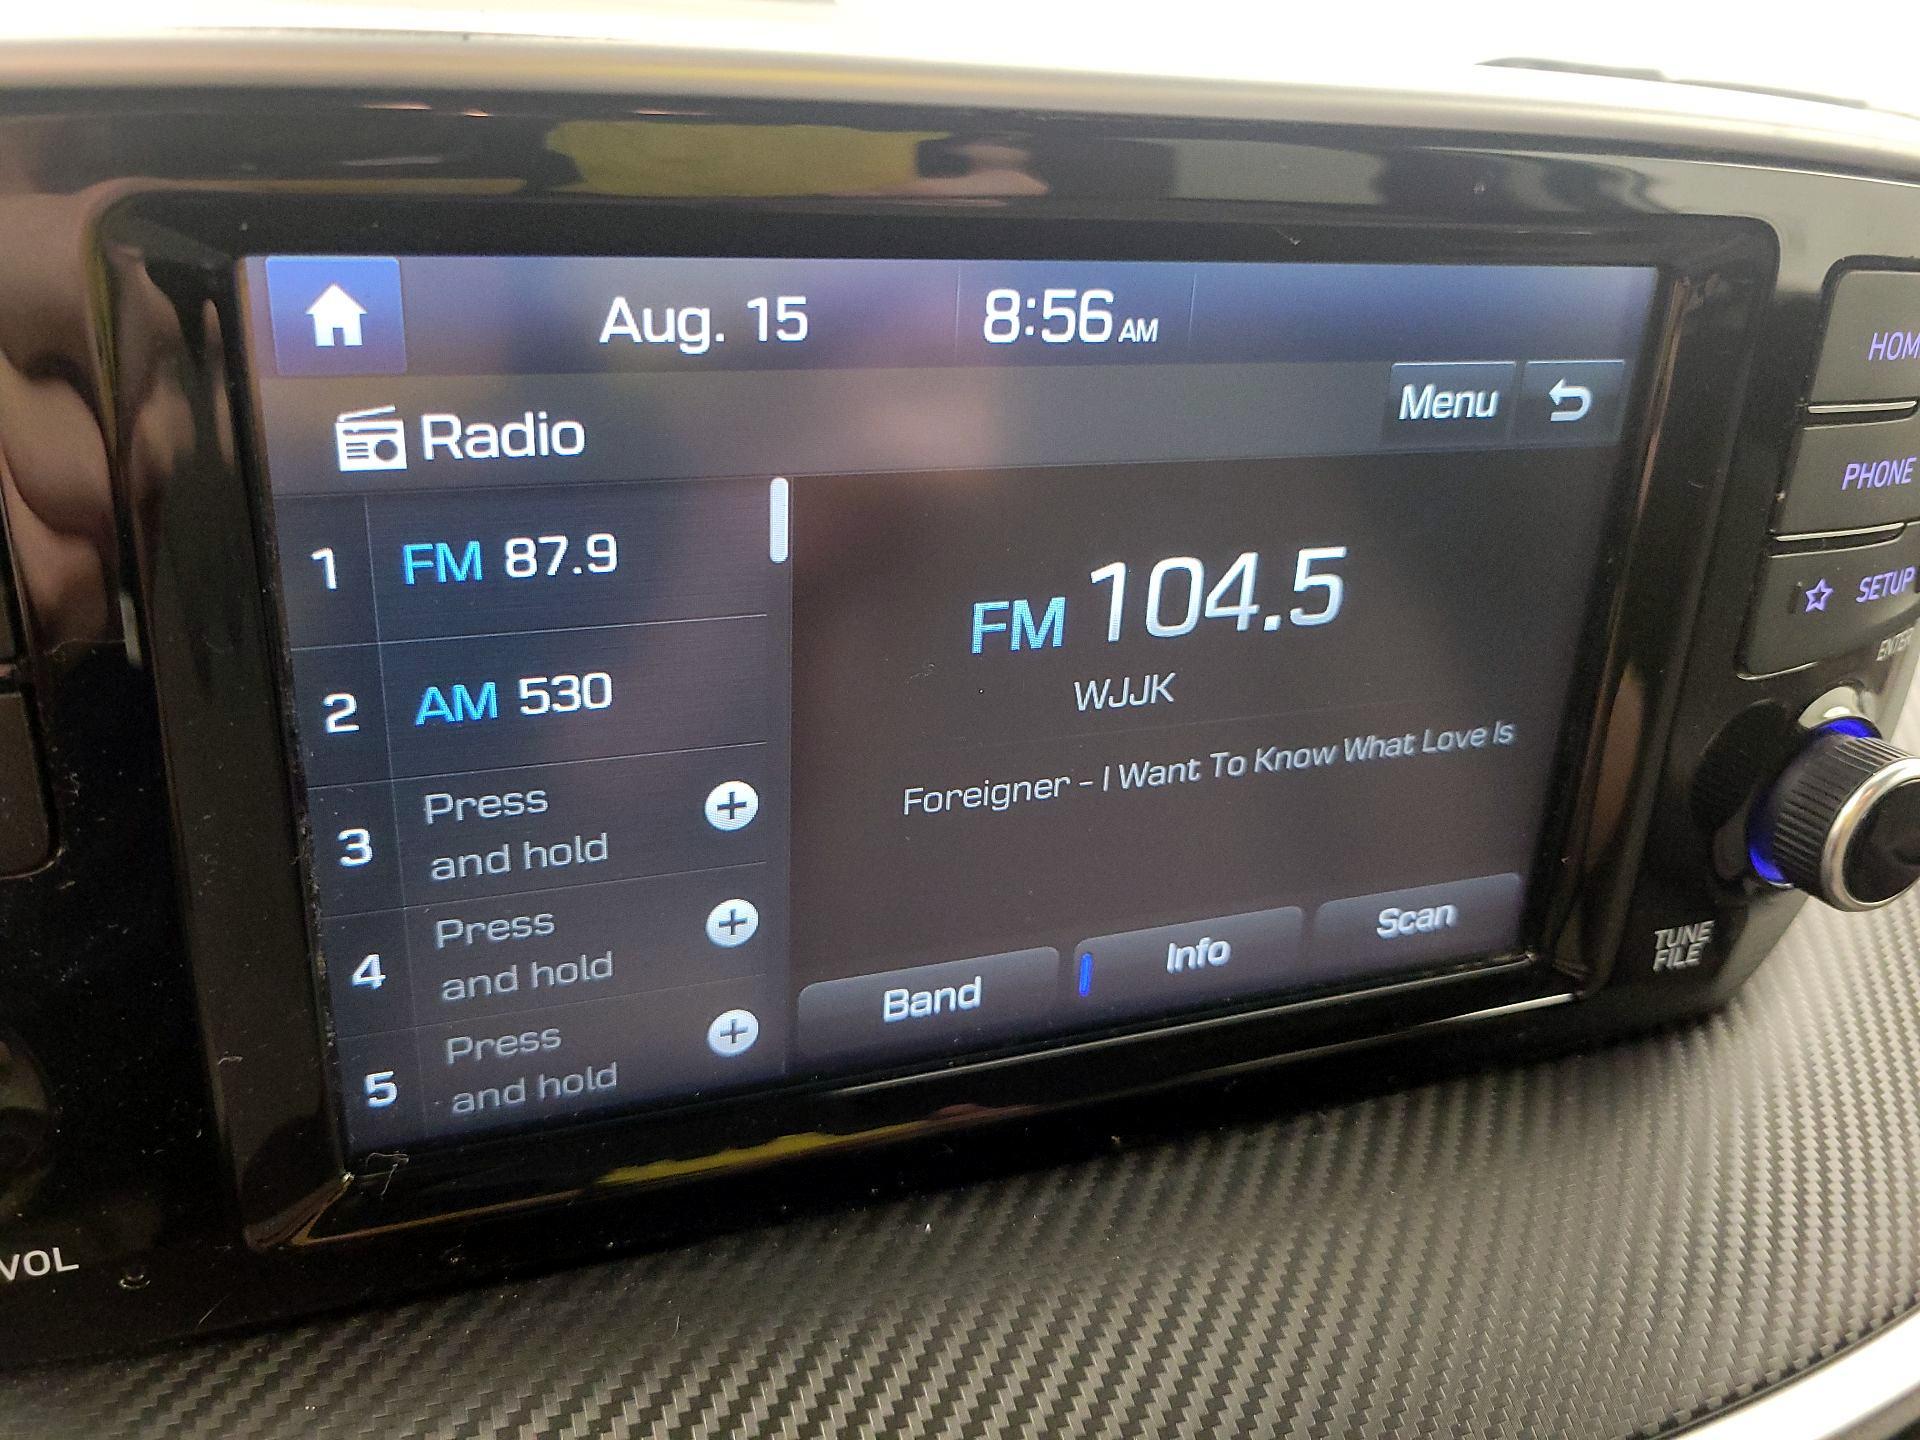 Aug. 15 8:56 AM
Radio
Menu
1 FM 87.9
2 AM 530
3 Press
and hold
4 Press
and hold
5 Press
and hold
FM 104.5
WJJK
Foreigner - I Want To Know What Love Is
Band Info Scan
HOM
PHONE
SETUP
ENTER
TUNE
FILE
VOL